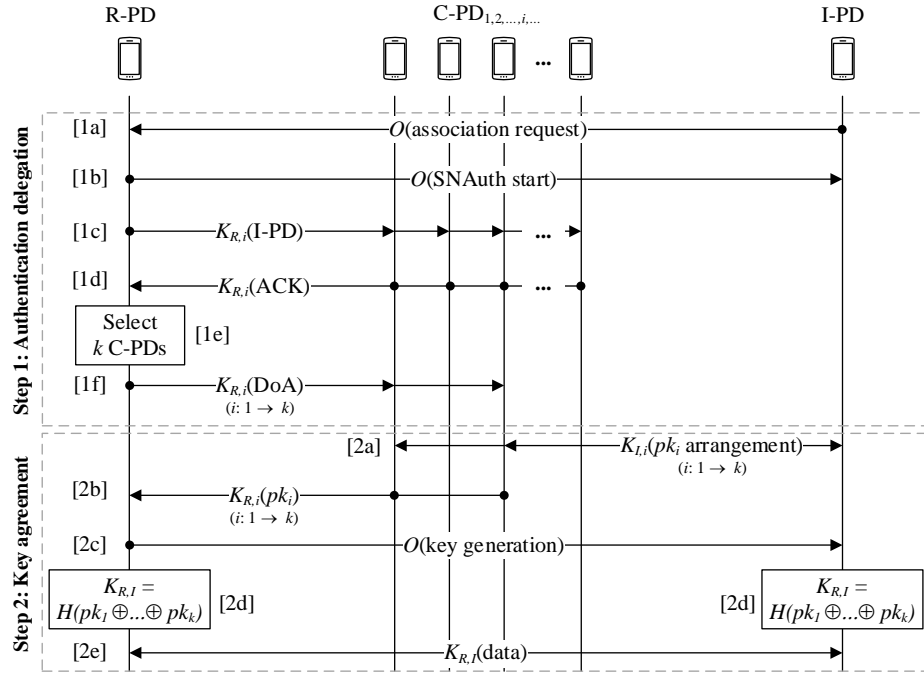 R-PD
C-PD1,2,...,i,...
I-PD
...
Step 1: Authentication delegation
[1a]
O(association request)
[1b]
O(SNAuth start)
[1c]
KR,i(I-PD)
...
[1d]
KR,i(ACK)
...
Select
k C-PDs
[1e]
[1f]
KR,i(DoA)
(i: 1 → k)
Step 2: Key agreement
[2a]
KI,i(pki arrangement)
(i: 1 → k)
[2b]
KR,i(pki)
(i: 1 → k)
[2c]
O(key generation)
KR,I =
H(pk1 ⊕...⊕ pkk)
[2d]
[2d]
KR,I =
H(pk1 ⊕...⊕ pkk)
[2e]
KR,I(data)